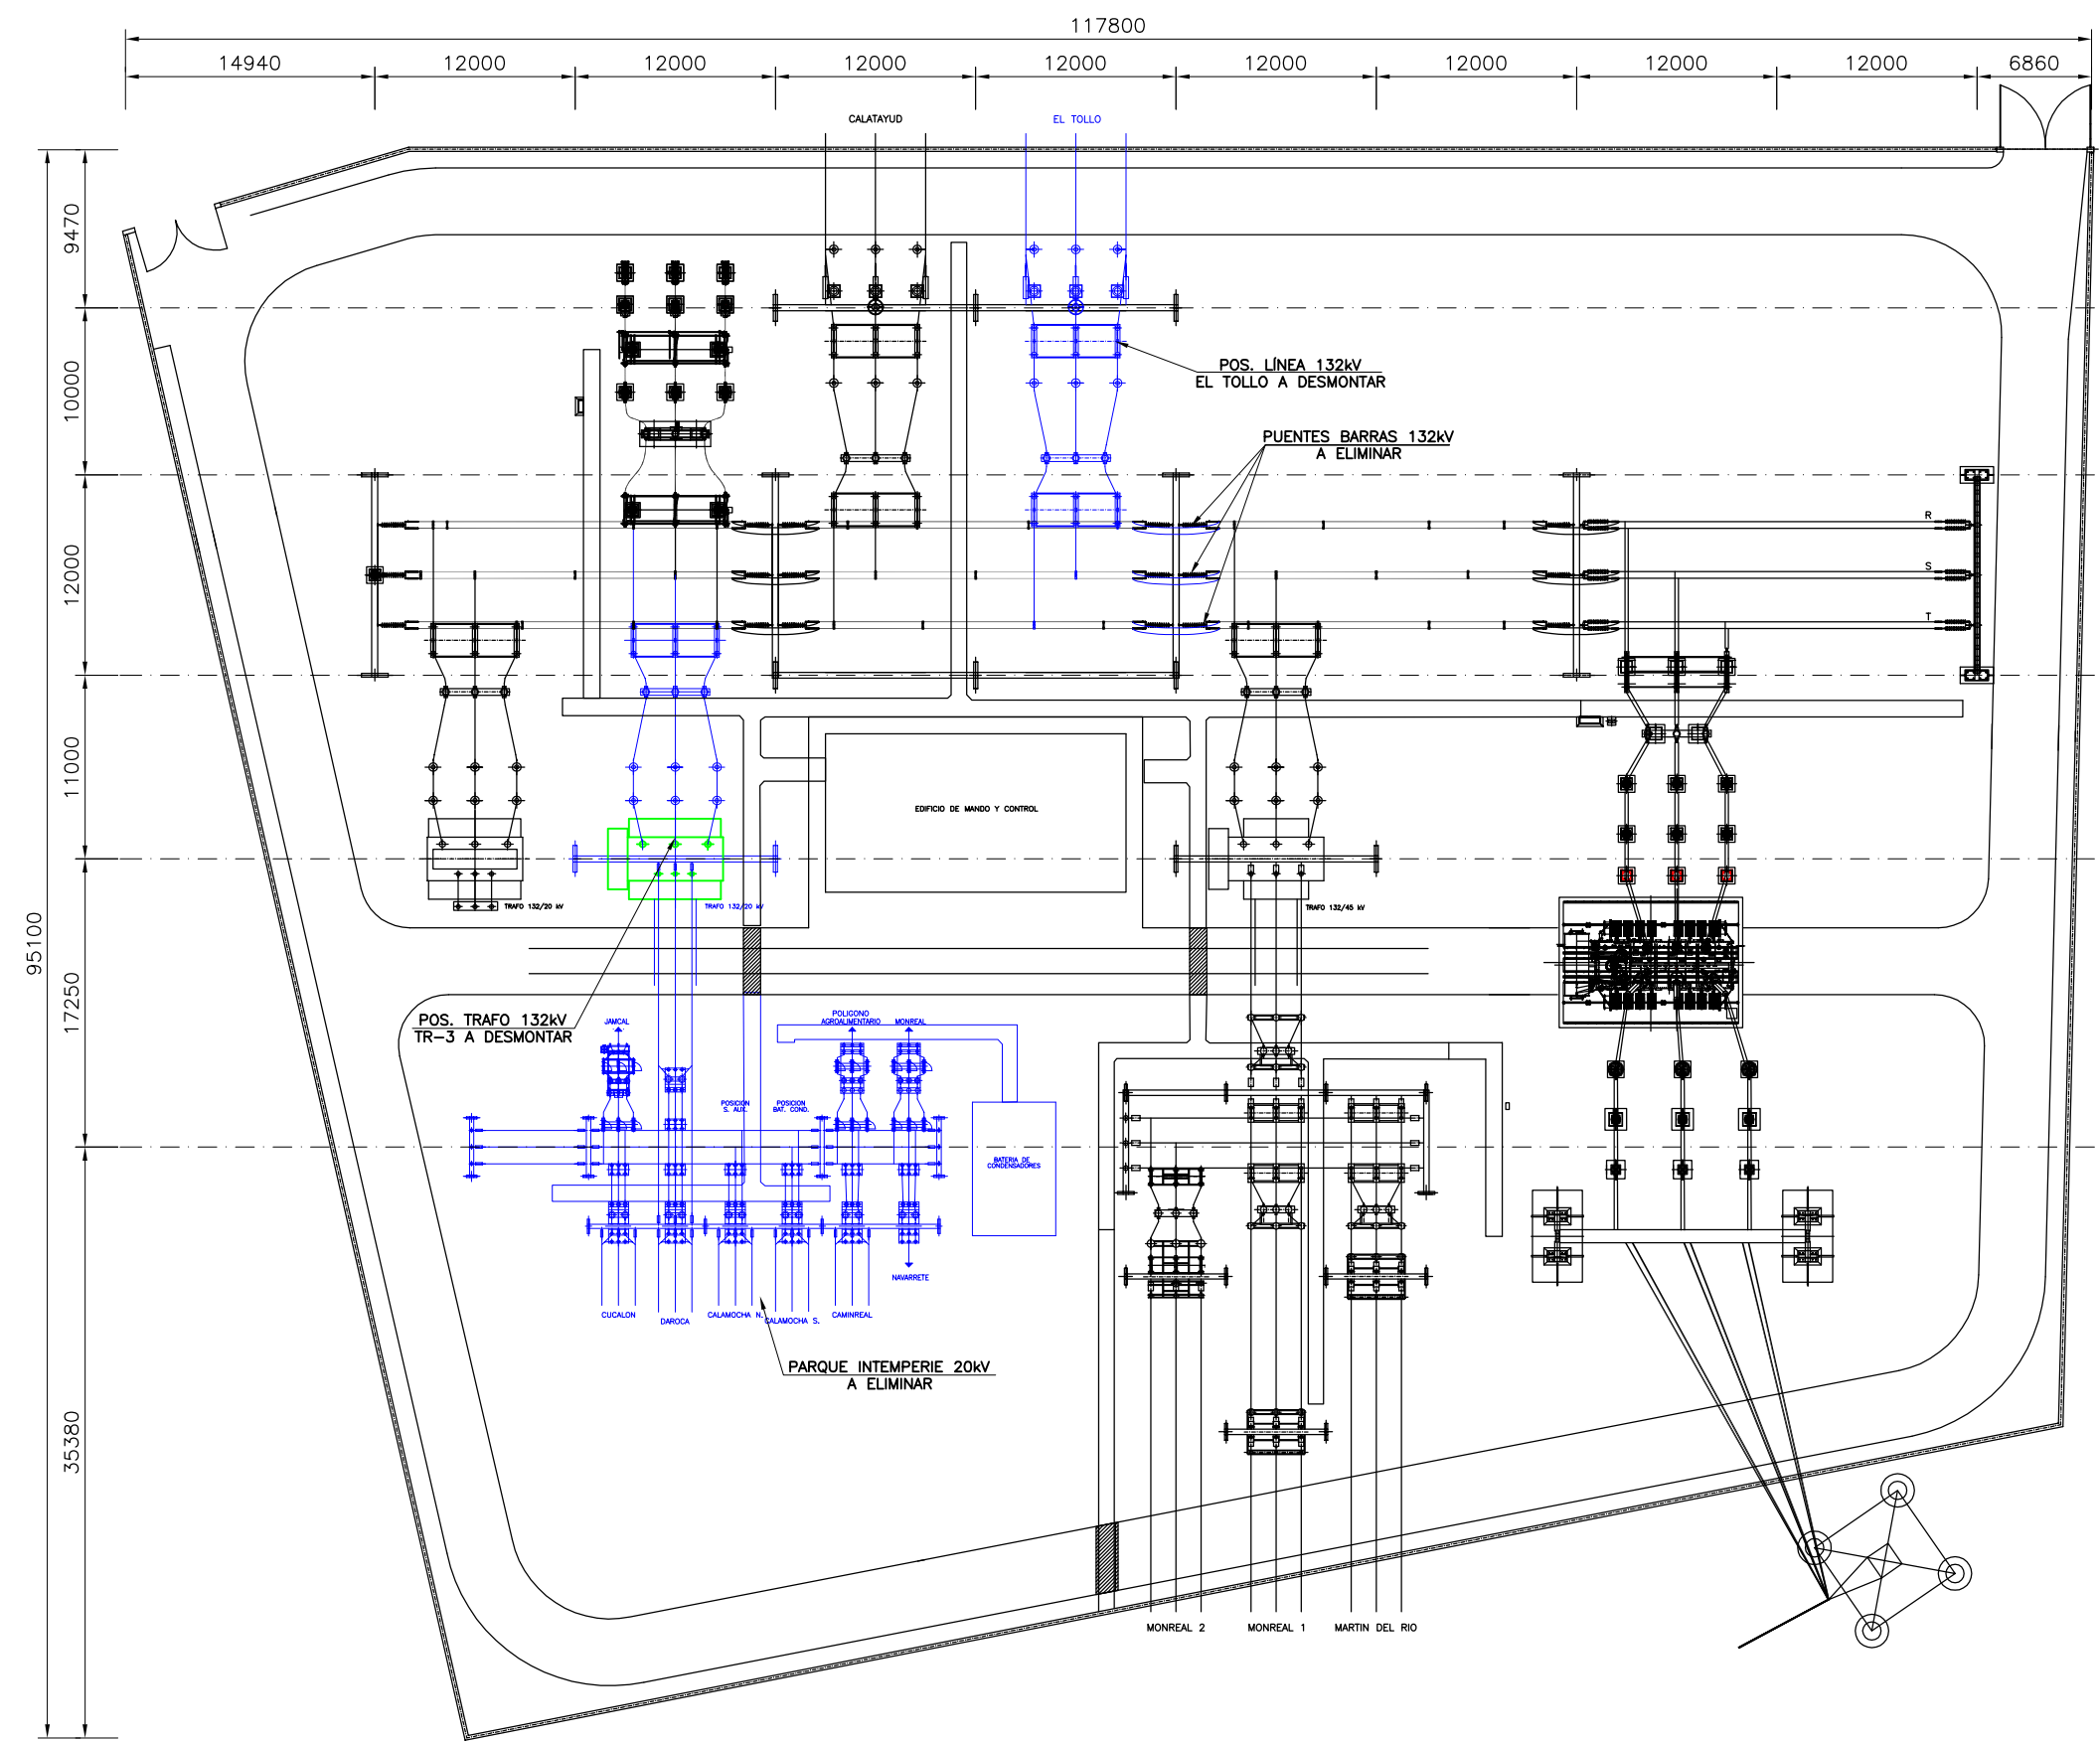 117800
14940
12000
12000
12000
12000
12000
12000
12000
12000
6860
CALATAYUD
EL TOLLO
9470
10000
12000
11000
17250
35380
95100
POS. LÍNEA 132kV
EL TOLLO A DESMONTAR
PUENTES BARRAS 132kV
A ELIMINAR
R
S
T
EDIFICIO DE MANDO Y CONTROL
TRAFO 132/20 kV
TRAFO 132/20 kV
TRAFO 132/45 kV
POS. TRAFO 132kV
TR-3 A DESMONTAR
JAMCAL
POLIGONO
AGROALIMENTARIO
MONREAL
POSICION
S. AUX.
POSICION
BAT. COND.
BATERIA DE
CONDENSADORES
NAVARRETE
CUCALON
DAROCA
CALAMOCHA N.
CALAMOCHA S.
CAMINREAL
PARQUE INTEMPERIE 20kV
A ELIMINAR
MONREAL 2
MONREAL 1
MARTIN DEL RIO